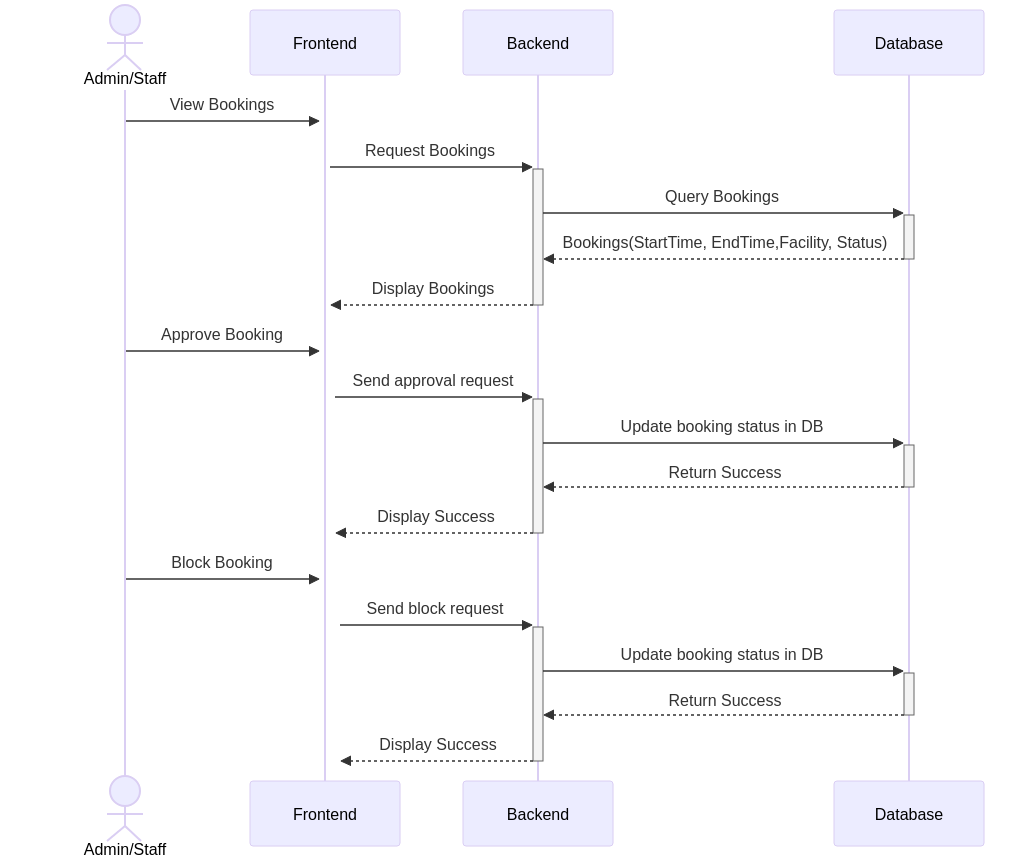 Admin/Staff
Frontend
Backend
Database
View Bookings
Request Bookings
Query Bookings
Bookings(StartTime, EndTime,Facility, Status)
Display Bookings
Approve Booking
Send approval request
Update booking status in DB
Return Success
Display Success
Block Booking
Send block request
Update booking status in DB
Return Success
Display Success
Admin/Staff
Frontend
Backend
Database